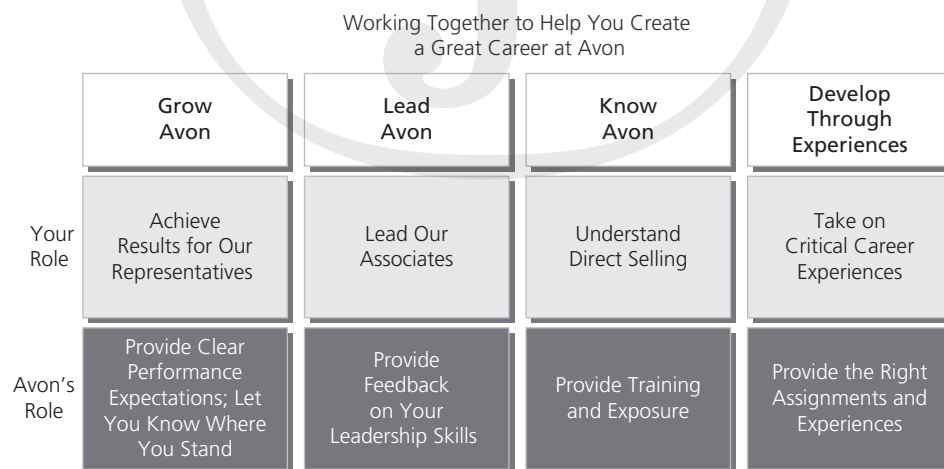 Working Together to Help You Create
a Great Career at Avon
Grow
Avon
Lead
Avon
Know
Avon
Develop
Through
Experiences
Your
Role
Achieve
Results for Our
Representatives
Lead Our
Associates
Understand
Direct Selling
Take on
Critical Career
Experiences
Avon's
Role
Provide Clear
Performance
Expectations; Let
You Know Where
You Stand
Provide
Feedback
on Your
Leadership Skills
Provide Training
and Exposure
Provide the Right
Assignments and
Experiences